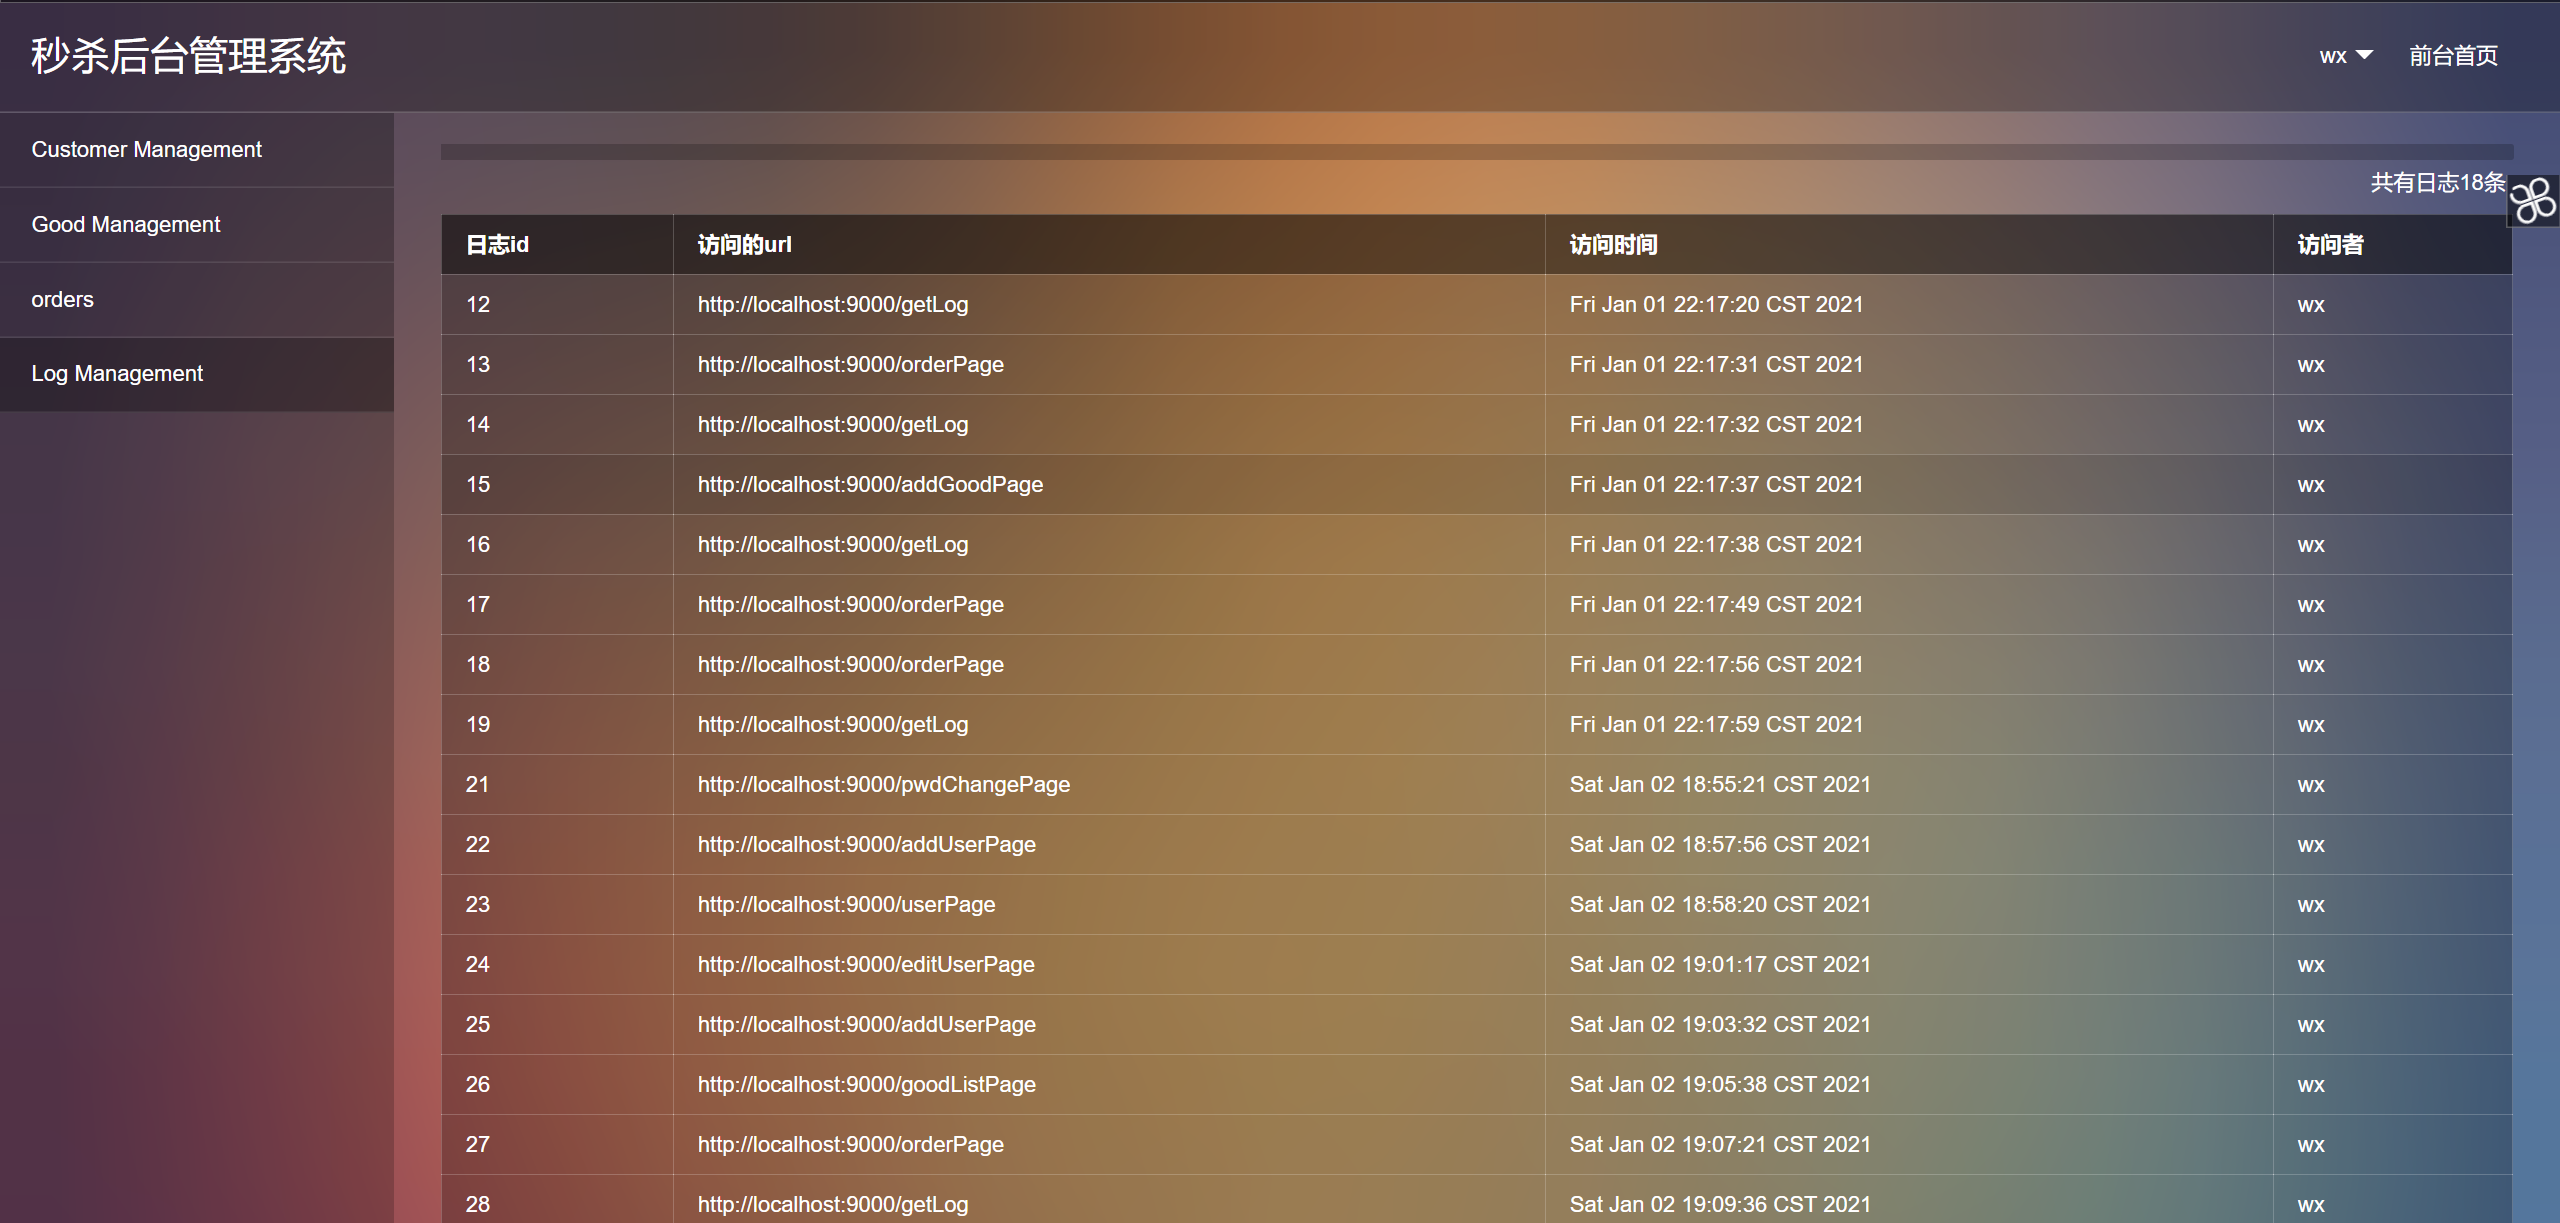 秒杀后台管理系统
wx 前台首页
Customer Management
Good Management
orders
Log Management
共有日志18条
日志id 访问的url 访问时间 访问者
12 http://localhost:9000/getLog Fri Jan 01 22:17:20 CST 2021 wx
13 http://localhost:9000/orderPage Fri Jan 01 22:17:31 CST 2021 wx
14 http://localhost:9000/getLog Fri Jan 01 22:17:32 CST 2021 wx
15 http://localhost:9000/addGoodPage Fri Jan 01 22:17:37 CST 2021 wx
16 http://localhost:9000/getLog Fri Jan 01 22:17:38 CST 2021 wx
17 http://localhost:9000/orderPage Fri Jan 01 22:17:49 CST 2021 wx
18 http://localhost:9000/orderPage Fri Jan 01 22:17:56 CST 2021 wx
19 http://localhost:9000/getLog Fri Jan 01 22:17:59 CST 2021 wx
21 http://localhost:9000/pwdChangePage Sat Jan 02 18:55:21 CST 2021 wx
22 http://localhost:9000/addUserPage Sat Jan 02 18:57:56 CST 2021 wx
23 http://localhost:9000/userPage Sat Jan 02 18:58:20 CST 2021 wx
24 http://localhost:9000/editUserPage Sat Jan 02 19:01:17 CST 2021 wx
25 http://localhost:9000/addUserPage Sat Jan 02 19:03:32 CST 2021 wx
26 http://localhost:9000/goodListPage Sat Jan 02 19:05:38 CST 2021 wx
27 http://localhost:9000/orderPage Sat Jan 02 19:07:21 CST 2021 wx
28 http://localhost:9000/getLog Sat Jan 02 19:09:36 CST 2021 wx